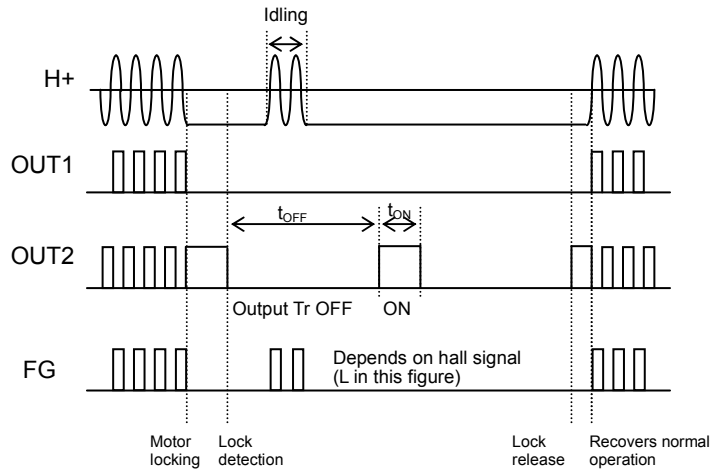 Idling
H+
OUT1
tOFF
tON
OUT2
Output Tr OFF
ON
Depends on hall signal
(L in this figure)
FG
Motor
locking
Lock
detection
Lock
release
Recovers normal
operation